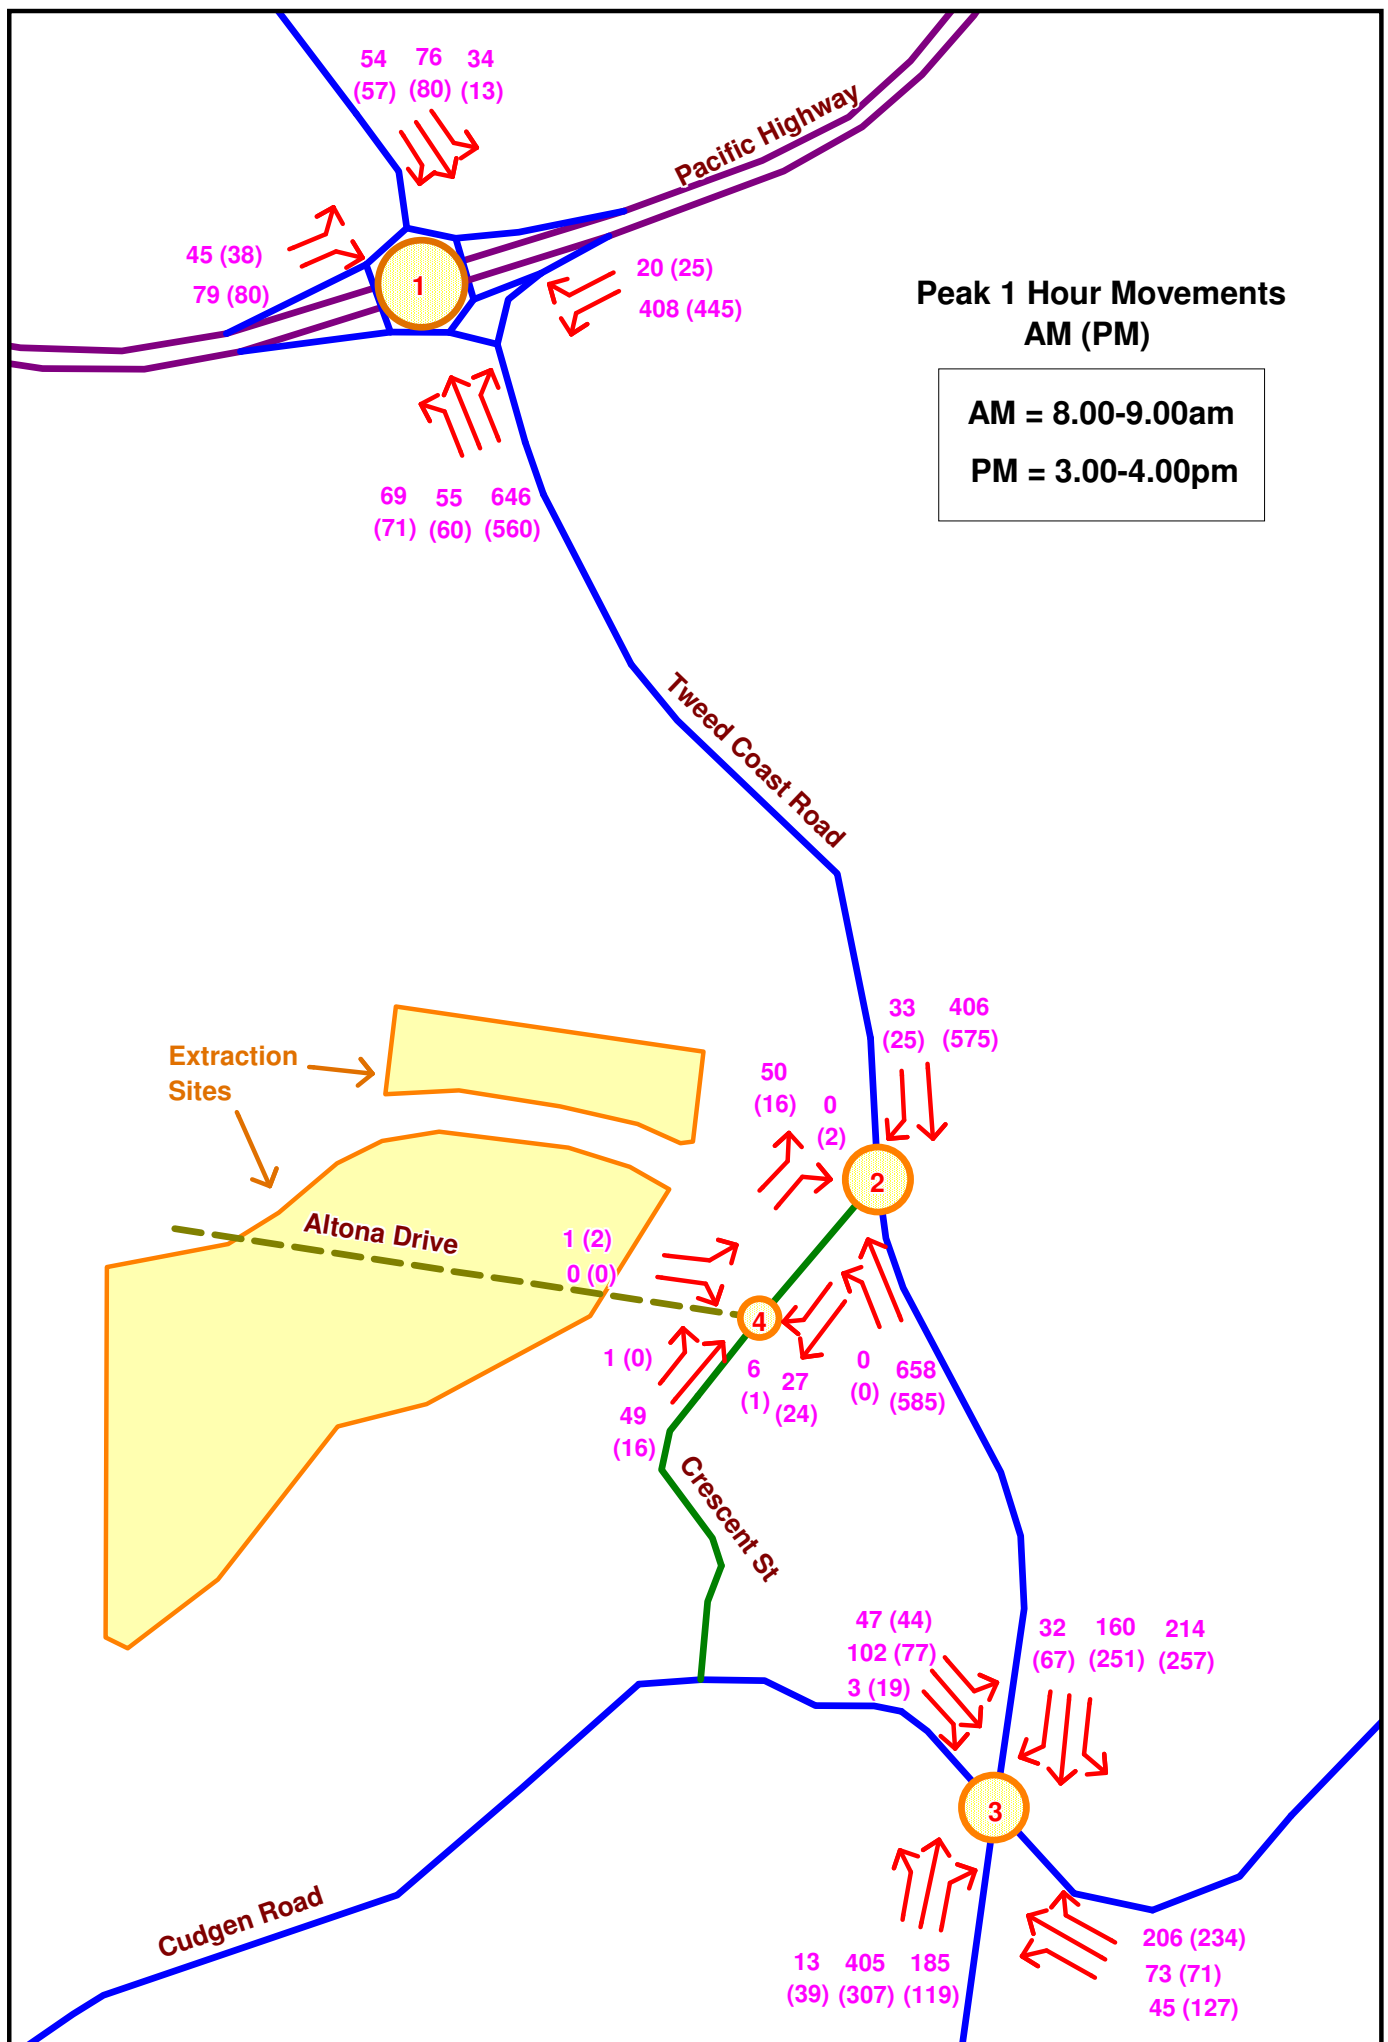 54 76 34
(57) (80) (13)
Pacific Highway
45 (38)
79 (80)
1
20 (25)
408 (445)
Peak 1 Hour Movements
AM (PM)
AM = 8.00-9.00am
PM = 3.00-4.00pm
69 55 646
(71) (60) (560)
Tweed Coast Road
33 406
(25) (575)
Extraction
Sites
50
(16)
0
(2)
2
Altona Drive
1 (2)
0 (0)
4
1 (0)
49
(16)
6
(1)
27
(24)
0
(0)
658
(585)
Crescent St
47 (44)
102 (77)
3 (19)
32 160 214
(67) (251) (257)
3
Cudgen Road
13 405 185
(39) (307) (119)
206 (234)
73 (71)
45 (127)